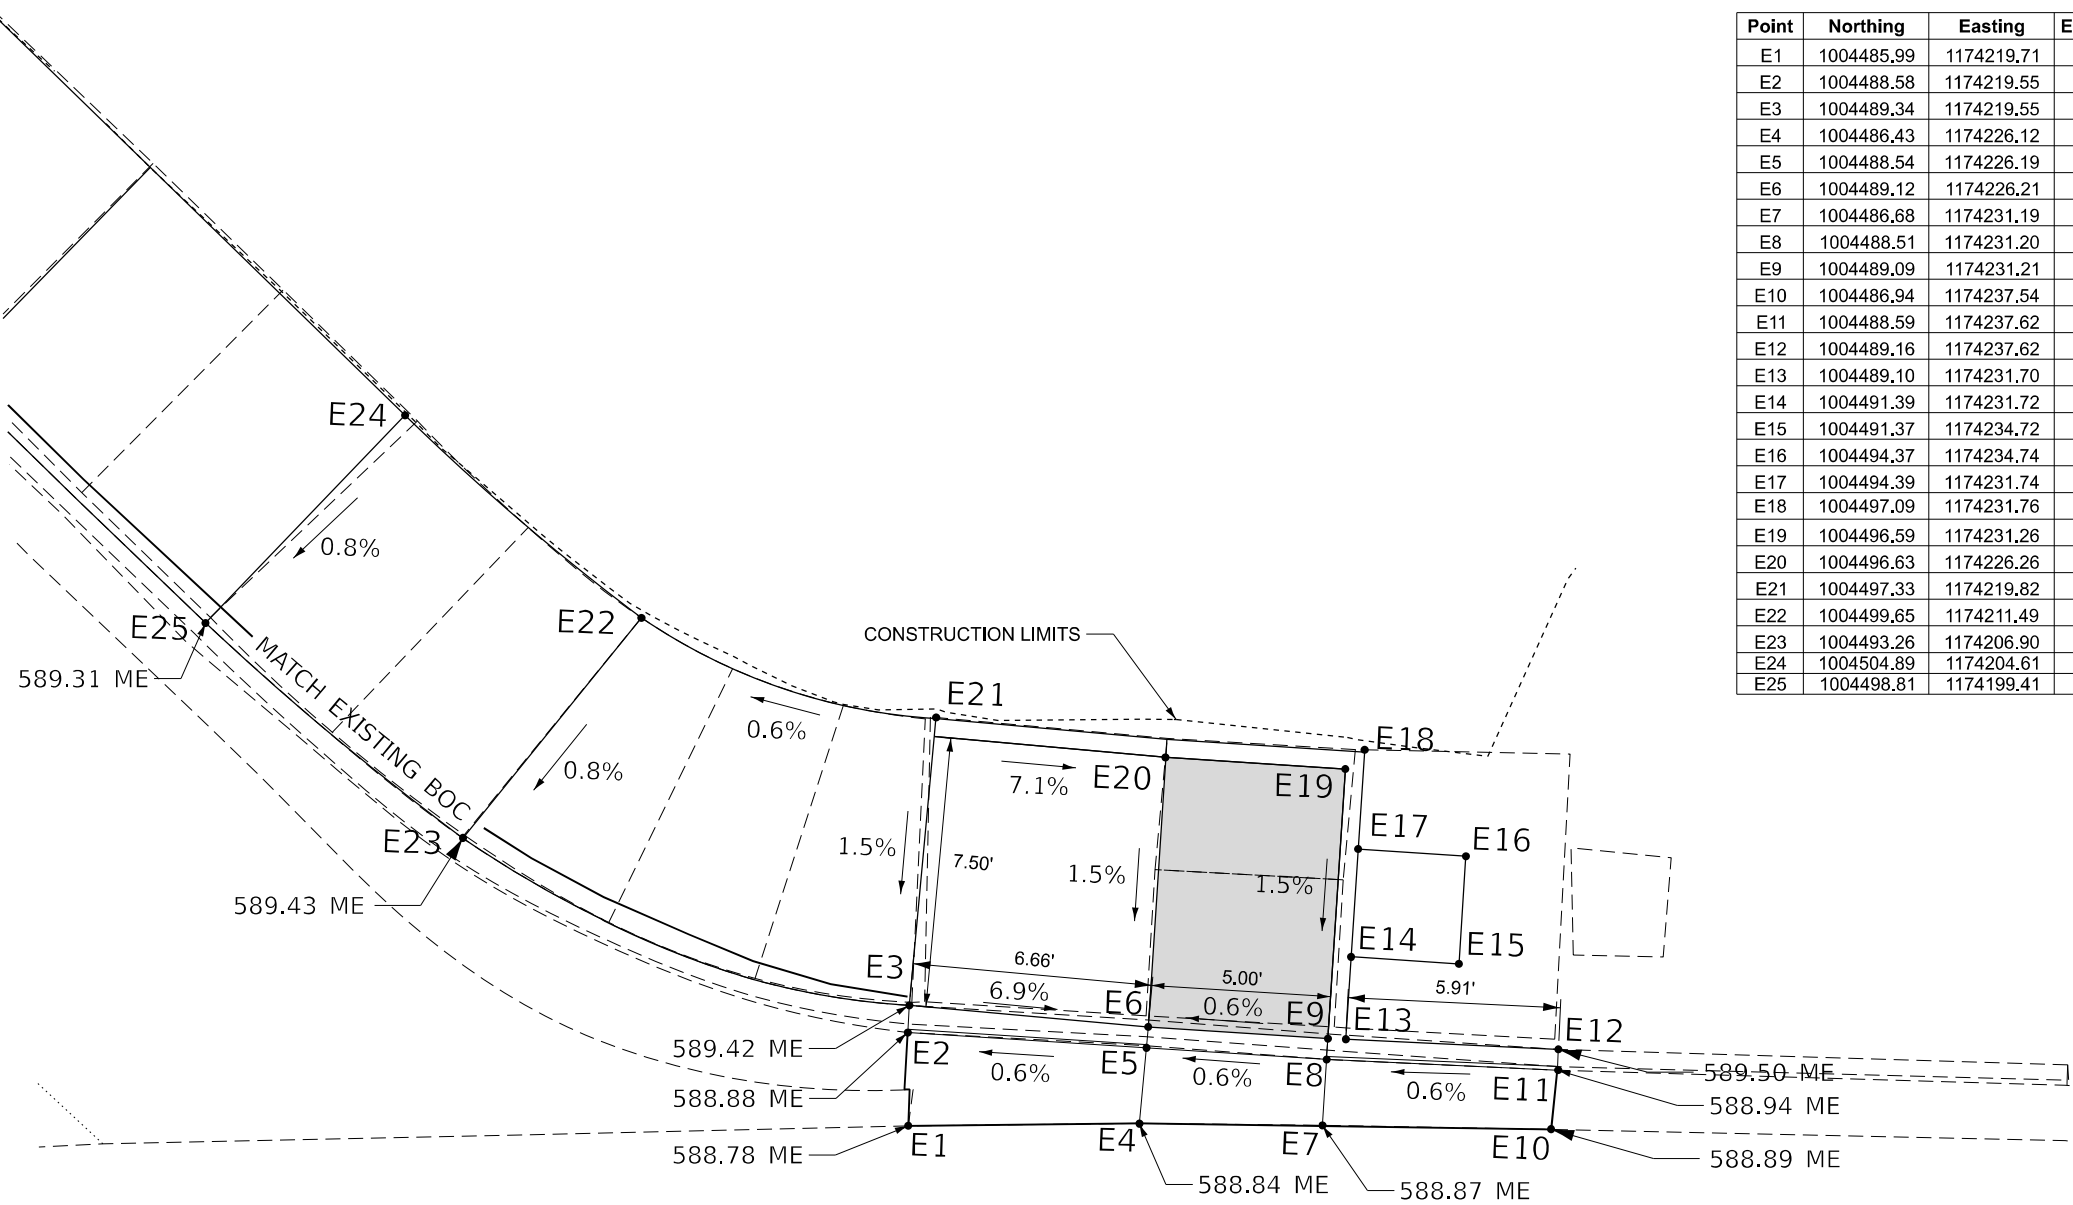 Point Northing Easting E
E1 1004485.99 1174219.71
E2 1004488.58 1174219.55
E3 1004489.34 1174219.55
E4 1004486.43 1174226.12
E5 1004488.54 1174226.19
E6 1004489.12 1174226.21
E7 1004486.68 1174231.19
E8 1004488.51 1174231.20
E9 1004489.09 1174231.21
E10 1004486.94 1174237.54
E11 1004488.59 1174237.62
E12 1004489.16 1174237.62
E13 1004489.10 1174231.70
E14 1004491.39 1174231.72
E15 1004491.37 1174234.72
E16 1004494.37 1174234.74
E17 1004494.39 1174231.74
E18 1004497.09 1174231.76
E19 1004496.59 1174231.26
E20 1004496.63 1174226.26
E21 1004497.33 1174219.82
E22 1004499.65 1174211.49
E23 1004493.26 1174206.90
E24 1004504.89 1174204.61
E25 1004498.81 1174199.41
E24
0.8%
E25
589.31 ME
MATCH EXISTING BOC
E22
0.8%
E23
589.43 ME
CONSTRUCTION LIMITS
E21
0.6%
E18
E20
7.1%
E19
1.5%
7.50'
1.5%
1.5%
E17
E16
E14
E15
E3
6.66'
6.9%
E6
5.00'
0.6%
E9
5.91'
E13
E12
589.42 ME
E2
0.6%
E5
0.6%
E8
0.6%
E11
589.50 ME
588.88 ME
588.94 ME
588.78 ME
E1
E4
E7
E10
588.89 ME
588.84 ME
588.87 ME